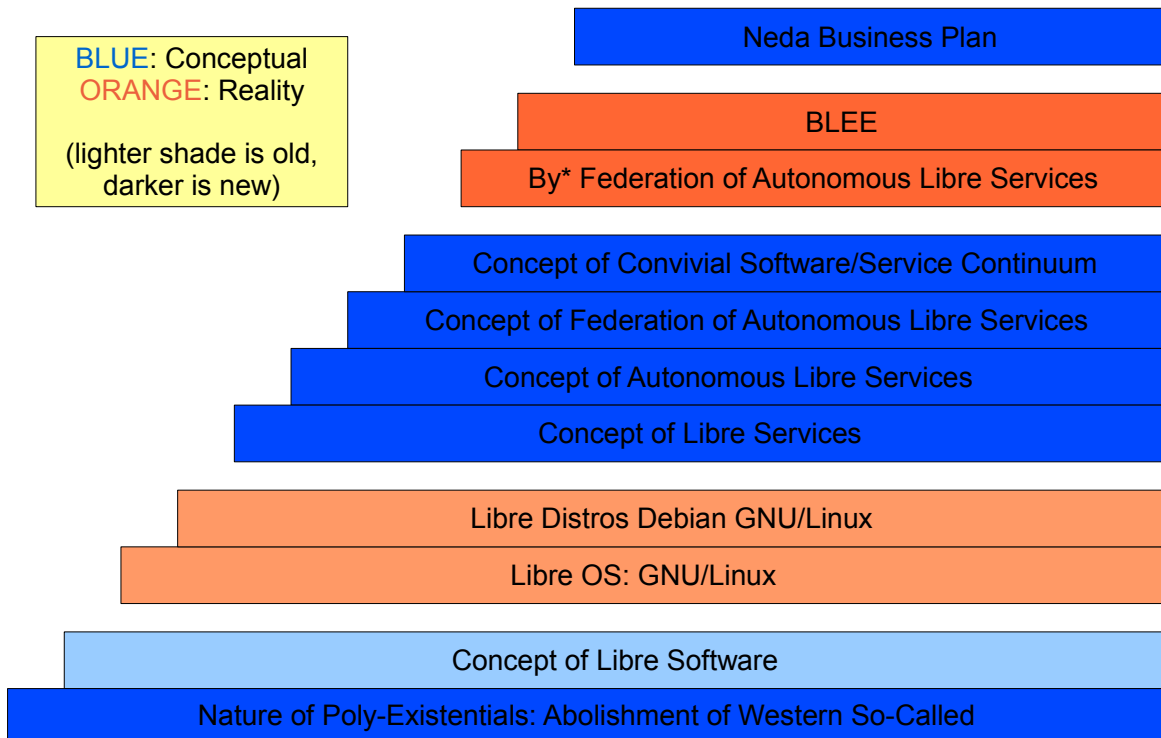 BLUE: Conceptual
ORANGE: Reality
(lighter shade is old,
darker is new)
Neda Business Plan
BLEE
By* Federation of Autonomous Libre Services
Concept of Convivial Software/Service Continuum
Concept of Federation of Autonomous Libre Services
Concept of Autonomous Libre Services
Concept of Libre Services
Libre Distros Debian GNU/Linux
Libre OS: GNU/Linux
Concept of Libre Software
Nature of Poly-Existentials: Abolishment of Western So-Called